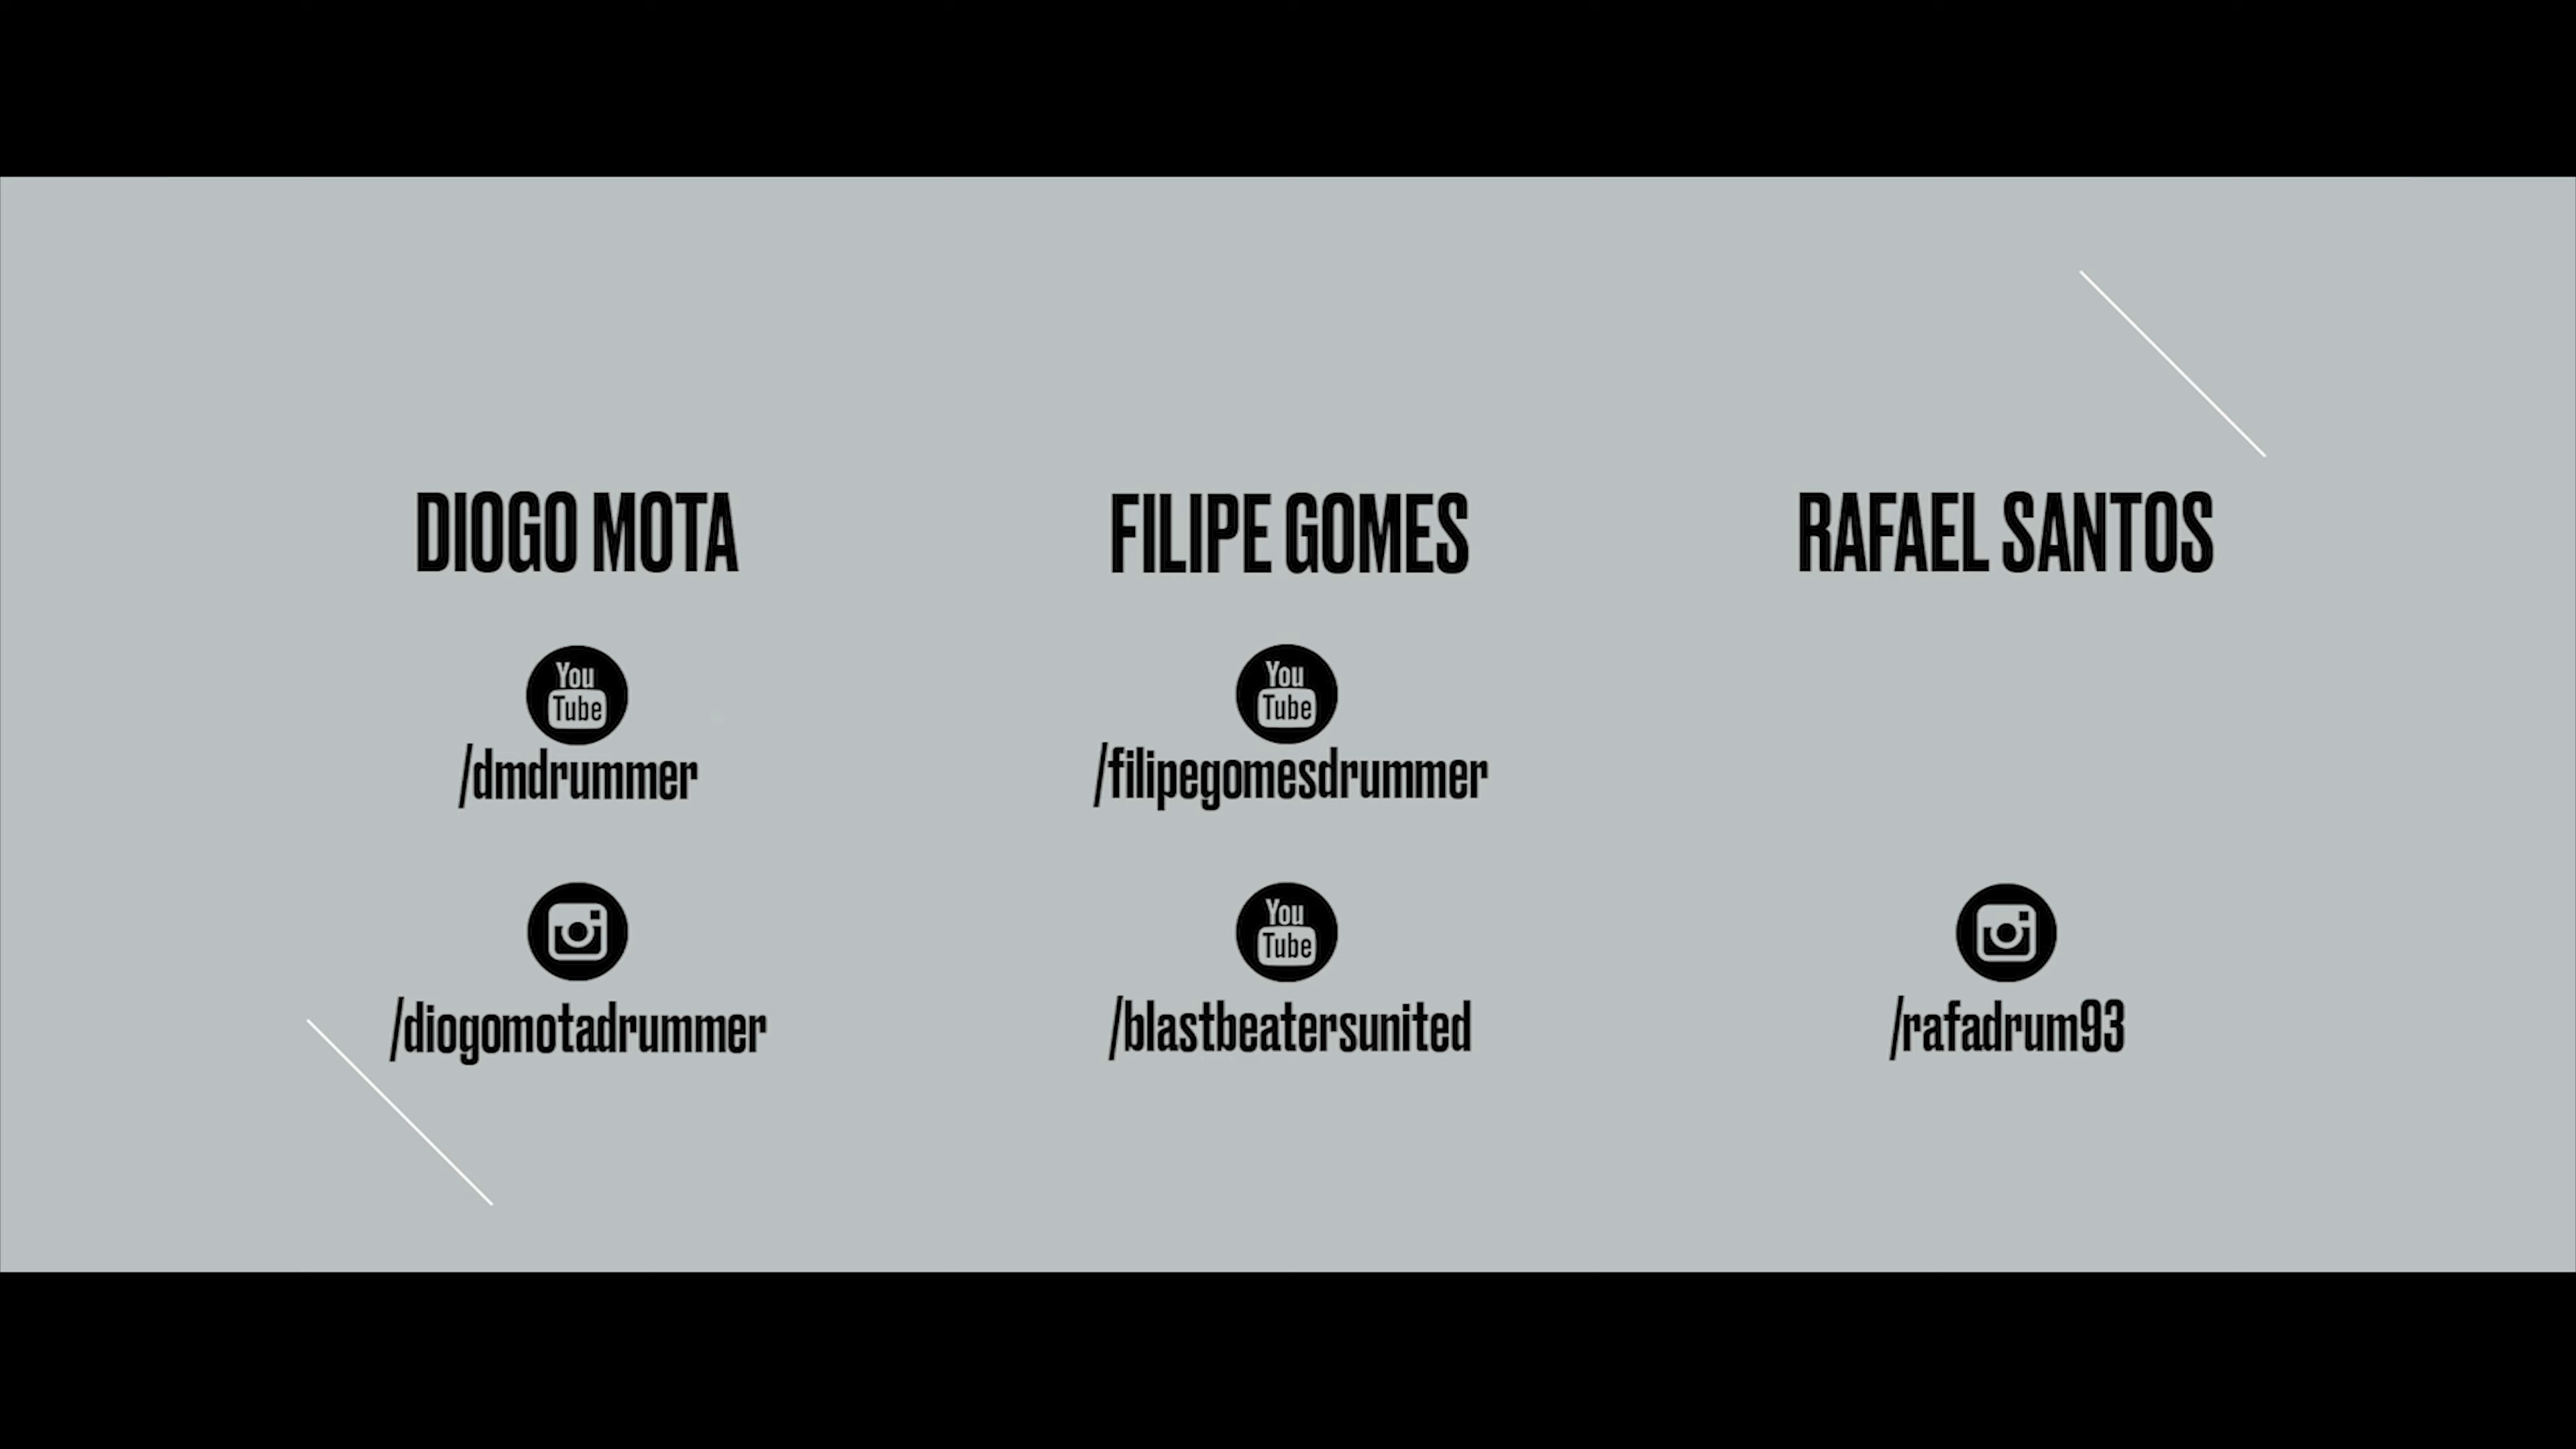 DIOGO MOTA
You
Tube
/dmdrummer
/diogomotadrummer
FILIPE GOMES
You
Tube
/filipegomesdrummer
You
Tube
/blastbeatersunited
RAFAEL SANTOS
/rafadrum93